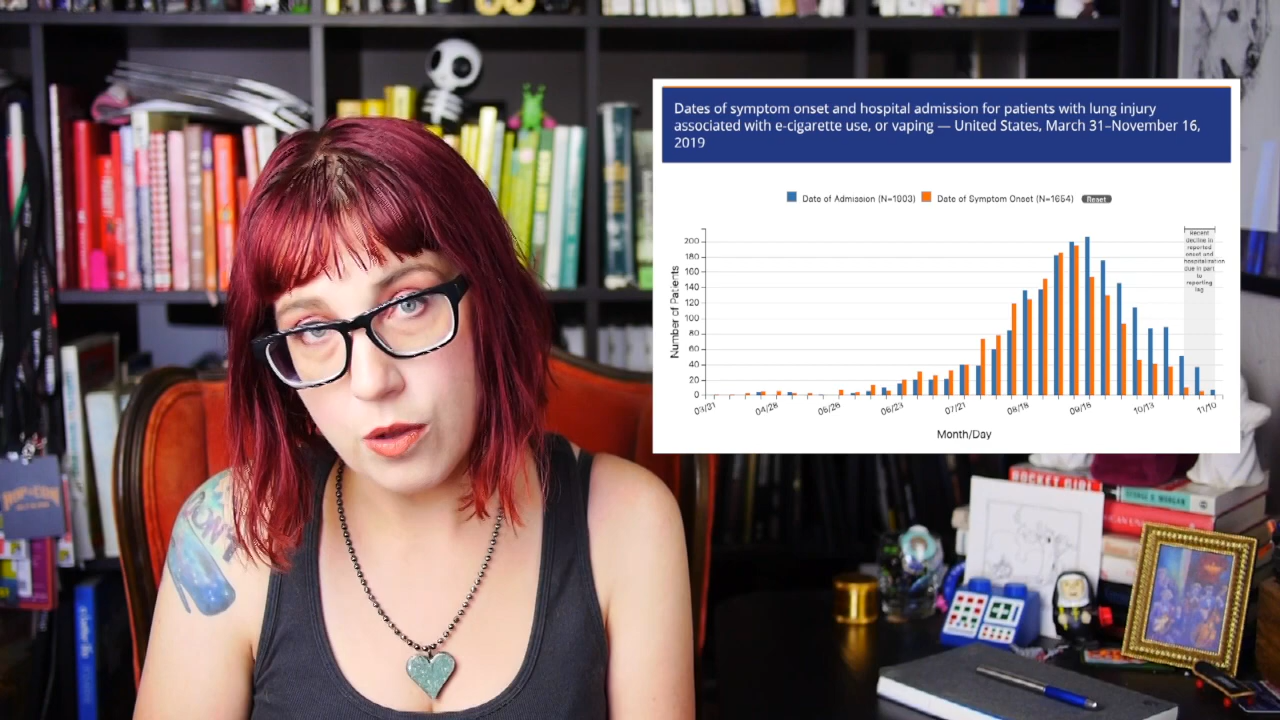 Dates of symptom onset and hospital admission for patients with lung injury
associated with e-cigarette use, or vaping — United States, March 31–November 16,
2019
Date of Admission (N=1903) Date of Symptom Onset (N=1654) Reset
Number of Patients
200
180
160
140
120
100
80
60
40
20
0
Recent
decline in
reported
onset and
hospitalization
due in part
to
reporting
lag
03/31 04/28 05/26 06/23 07/21 08/18 09/15 10/13 11/10
Month/Day
DON'T
ROCKET GIRL